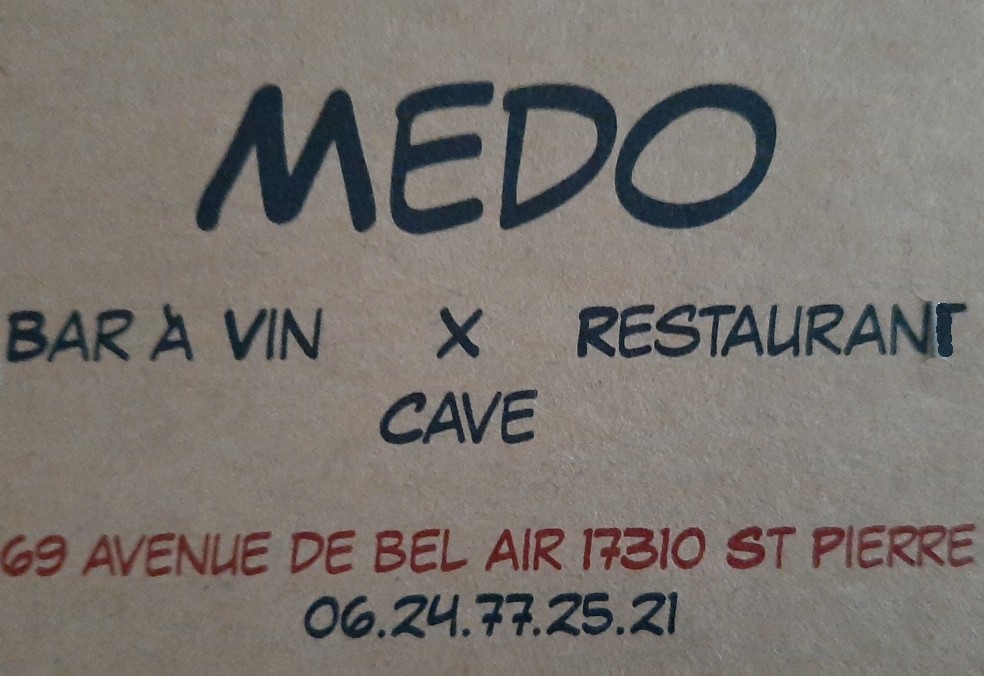 MEDO
BAR À VIN X RESTAURANT
CAVE
69 AVENUE DE BEL AIR 17310 ST PIERRE
06.24.77.25.21